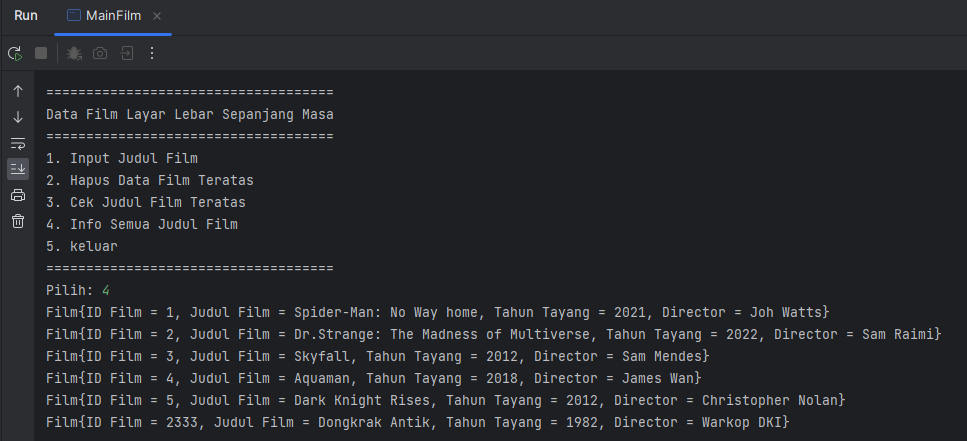 Run MainFilm
====================================
Data Film Layar Lebar Sepanjang Masa
====================================
1. Input Judul Film
2. Hapus Data Film Teratas
3. Cek Judul Film Teratas
4. Info Semua Judul Film
5. keluar
====================================
Pilih: 4
Film{ID Film = 1, Judul Film = Spider-Man: No Way home, Tahun Tayang = 2021, Director = Joh Watts}
Film{ID Film = 2, Judul Film = Dr.Strange: The Madness of Multiverse, Tahun Tayang = 2022, Director = Sam Raimi}
Film{ID Film = 3, Judul Film = Skyfall, Tahun Tayang = 2012, Director = Sam Mendes}
Film{ID Film = 4, Judul Film = Aquaman, Tahun Tayang = 2018, Director = James Wan}
Film{ID Film = 5, Judul Film = Dark Knight Rises, Tahun Tayang = 2012, Director = Christopher Nolan}
Film{ID Film = 2333, Judul Film = Dongkrak Antik, Tahun Tayang = 1982, Director = Warkop DKI}